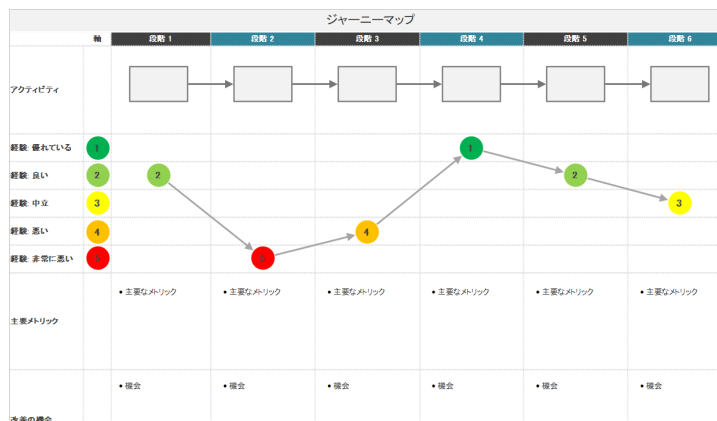 ジャーニーマップ
軸 段階 1 段階 2 段階 3 段階 4 段階 5 段階 6
アクティビティ
経験: 優れている 1 1
経験: 良い 2 2 2
経験: 中立 3 3
経験: 悪い 4 4
経験: 非常に悪い 5 5
• 主要なメトリック • 主要なメトリック • 主要なメトリック • 主要なメトリック • 主要なメトリック • 主要なメトリック
主要メトリック
• 機会 • 機会 • 機会 • 機会 • 機会 • 機会
改善の機会